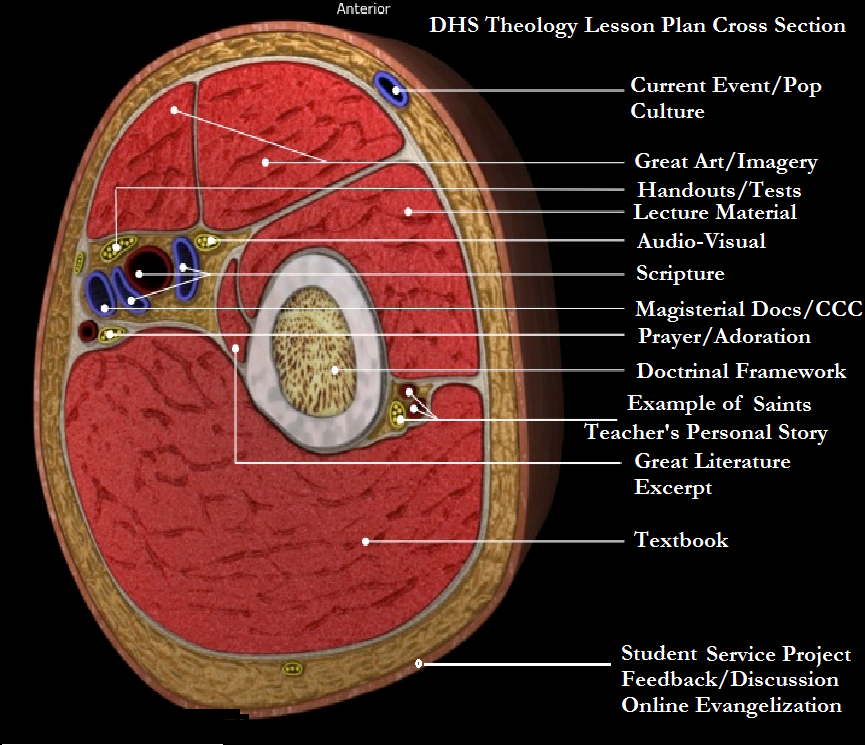 Anterior
DHS Theology Lesson Plan Cross Section
Current Event/Pop
Culture
Great Art/Imagery
Handouts/Tests
Lecture Material
Audio-Visual
Scripture
Magisterial Docs/CCC
Prayer/Adoration
Doctrinal Framework
Example of Saints
Teacher's Personal Story
Great Literature
Excerpt
Textbook
Student Service Project
Feedback/Discussion
Online Evangelization